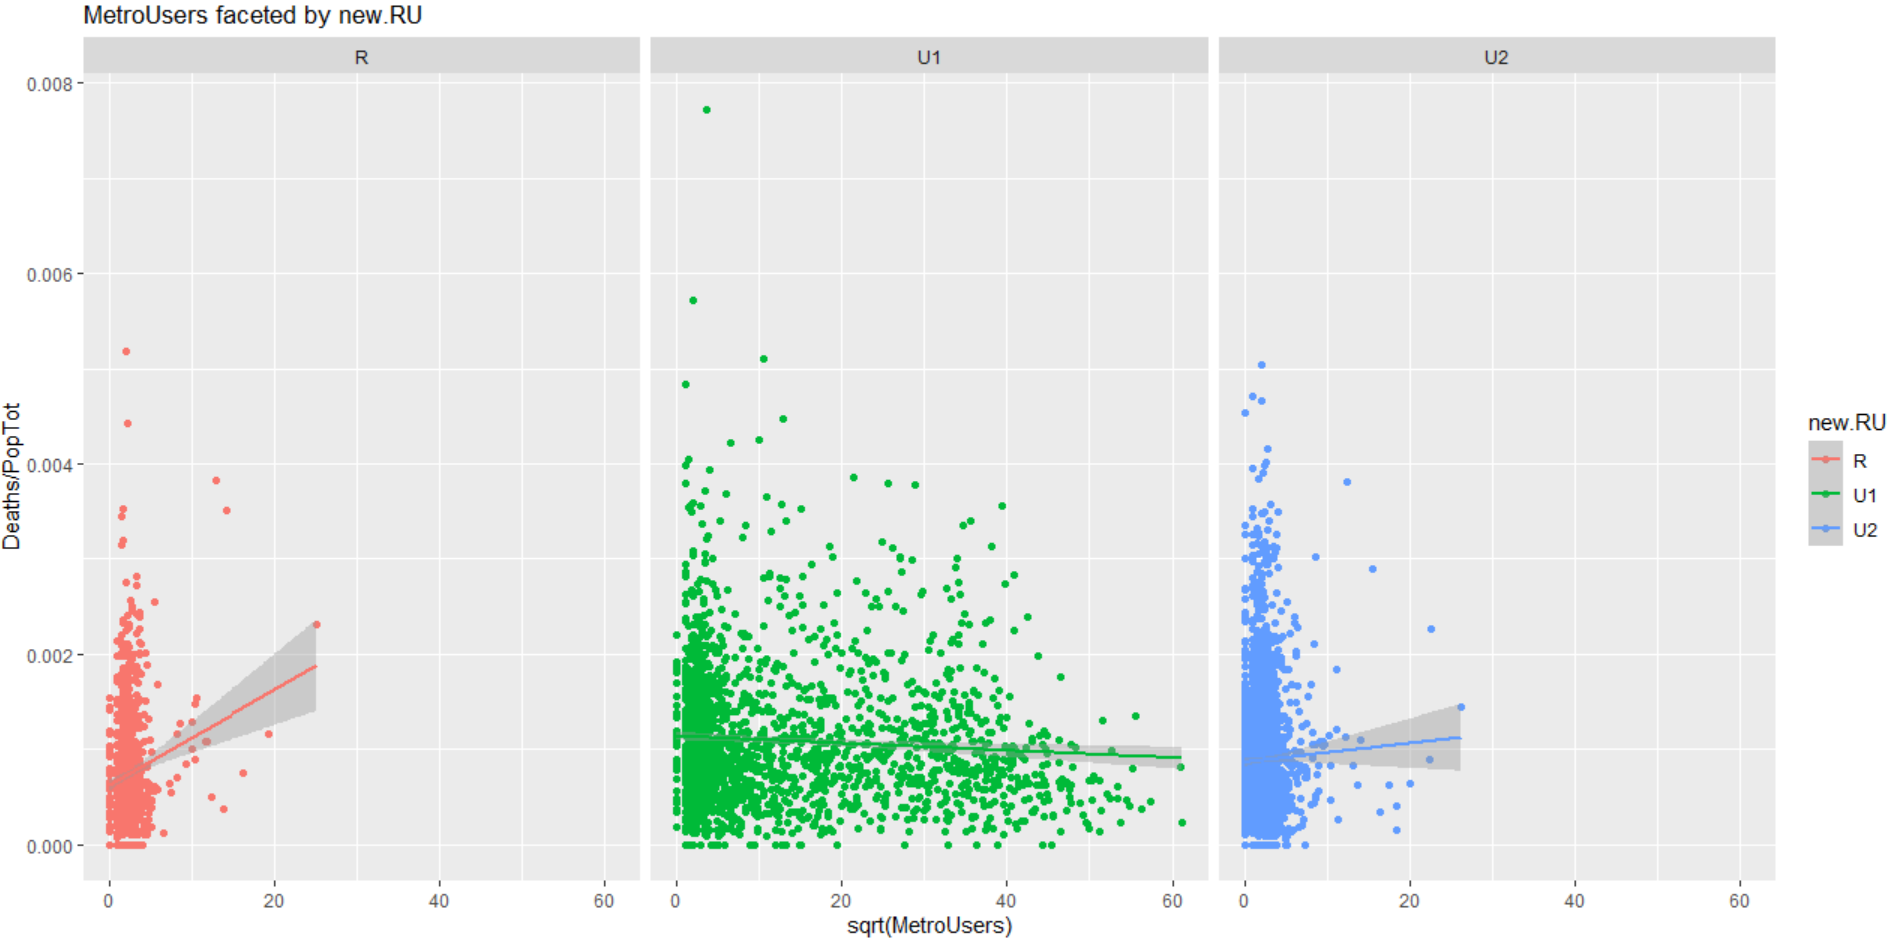 MetroUsers faceted by new.RU
R U1 U2
0.008
0.006
0.004
0.002
0.000
Deaths/PopTot
0 20 40 60 0 20 40 60 0 20 40 60
sqrt(MetroUsers)
new.RU
R
U1
U2